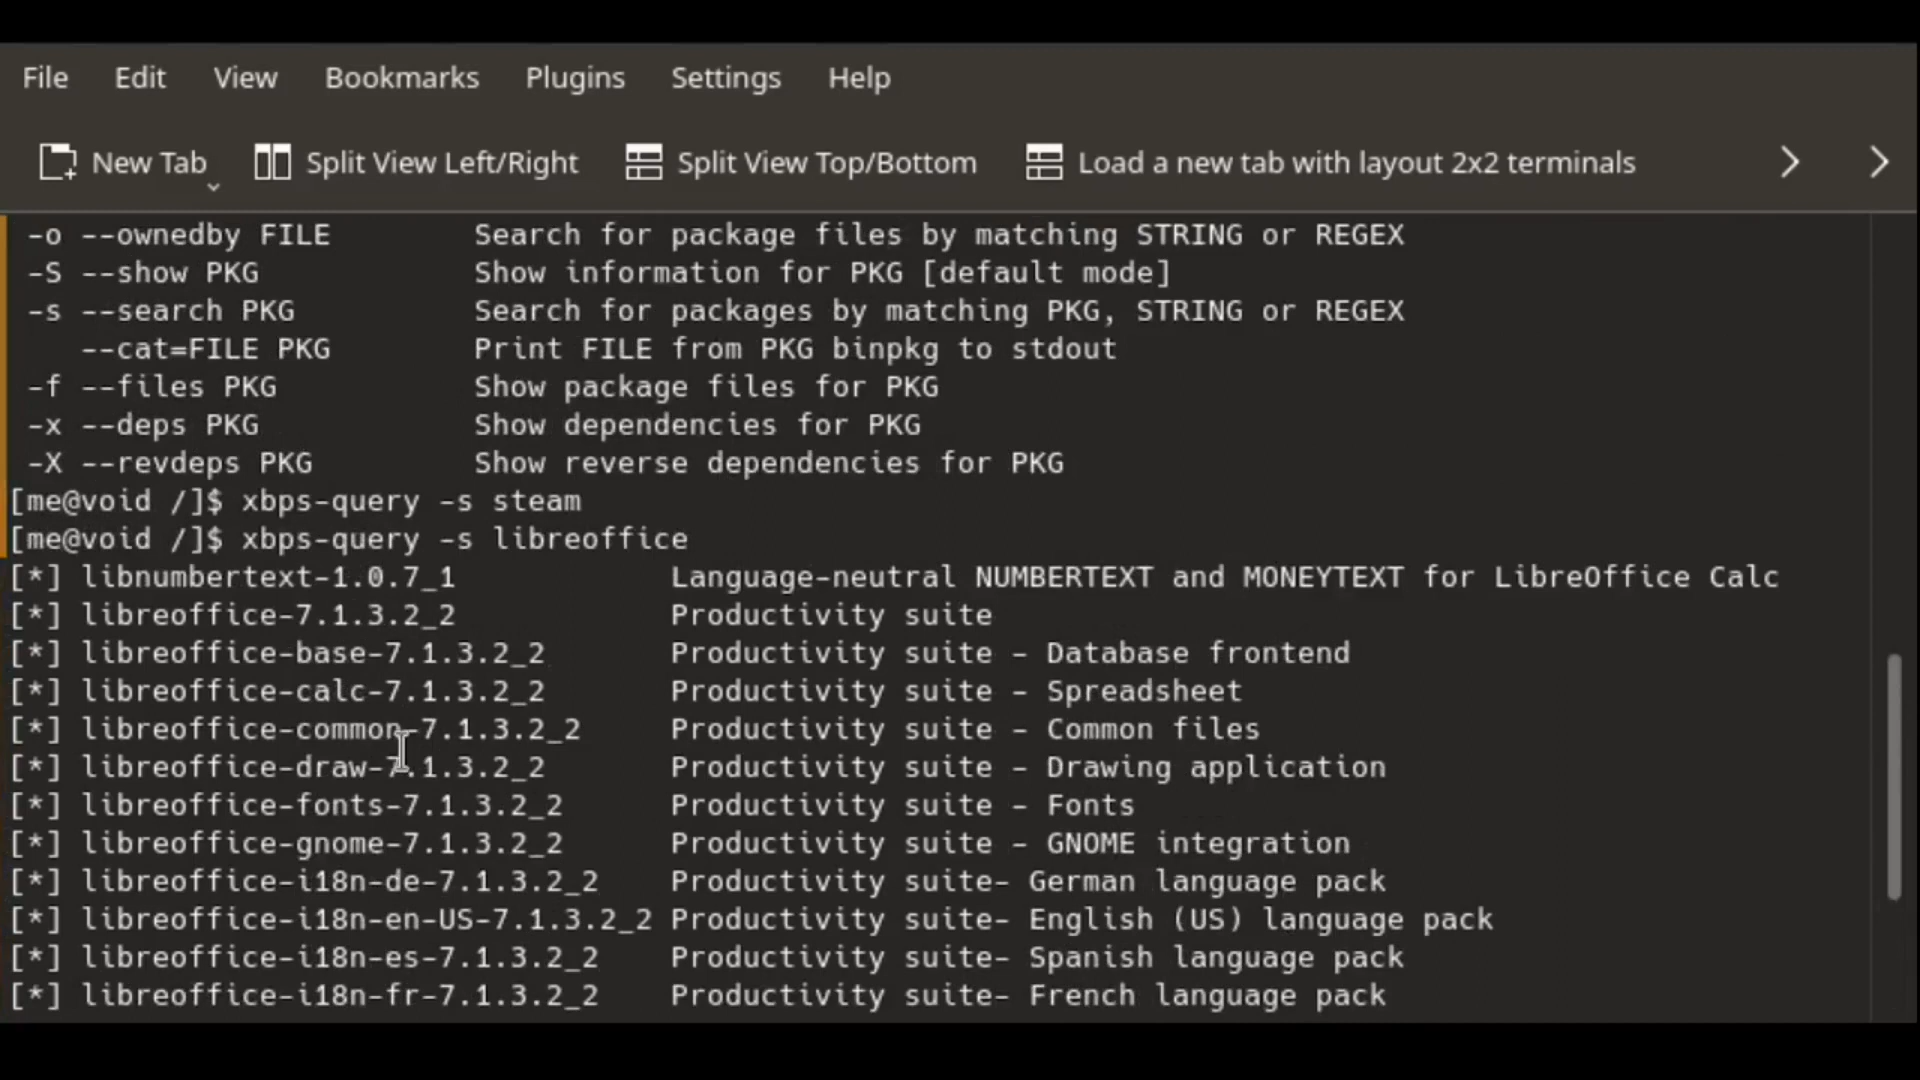 File Edit View Bookmarks Plugins Settings Help
New Tab Split View Left/Right Split View Top/Bottom Load a new tab with layout 2x2 terminals
-o --ownedby FILE Search for package files by matching STRING or REGEX
-S --show PKG Show information for PKG [default mode]
-s --search PKG Search for packages by matching PKG, STRING or REGEX
--cat=FILE PKG Print FILE from PKG binpkg to stdout
-f --files PKG Show package files for PKG
-x --deps PKG Show dependencies for PKG
-X --revdeps PKG Show reverse dependencies for PKG
[me@void /]$ xbps-query -s steam
[me@void /]$ xbps-query -s libreoffice
[*] libnumbertext-1.0.7_1 Language-neutral NUMBERTEXT and MONEYTEXT for LibreOffice Calc
[*] libreoffice-7.1.3.2_2 Productivity suite
[*] libreoffice-base-7.1.3.2_2 Productivity suite - Database frontend
[*] libreoffice-calc-7.1.3.2_2 Productivity suite - Spreadsheet
[*] libreoffice-common-7.1.3.2_2 Productivity suite - Common files
[*] libreoffice-draw-7.1.3.2_2 Productivity suite - Drawing application
[*] libreoffice-fonts-7.1.3.2_2 Productivity suite - Fonts
[*] libreoffice-gnome-7.1.3.2_2 Productivity suite - GNOME integration
[*] libreoffice-i18n-de-7.1.3.2_2 Productivity suite- German language pack
[*] libreoffice-i18n-en-US-7.1.3.2_2 Productivity suite- English (US) language pack
[*] libreoffice-i18n-es-7.1.3.2_2 Productivity suite- Spanish language pack
[*] libreoffice-i18n-fr-7.1.3.2_2 Productivity suite- French language pack